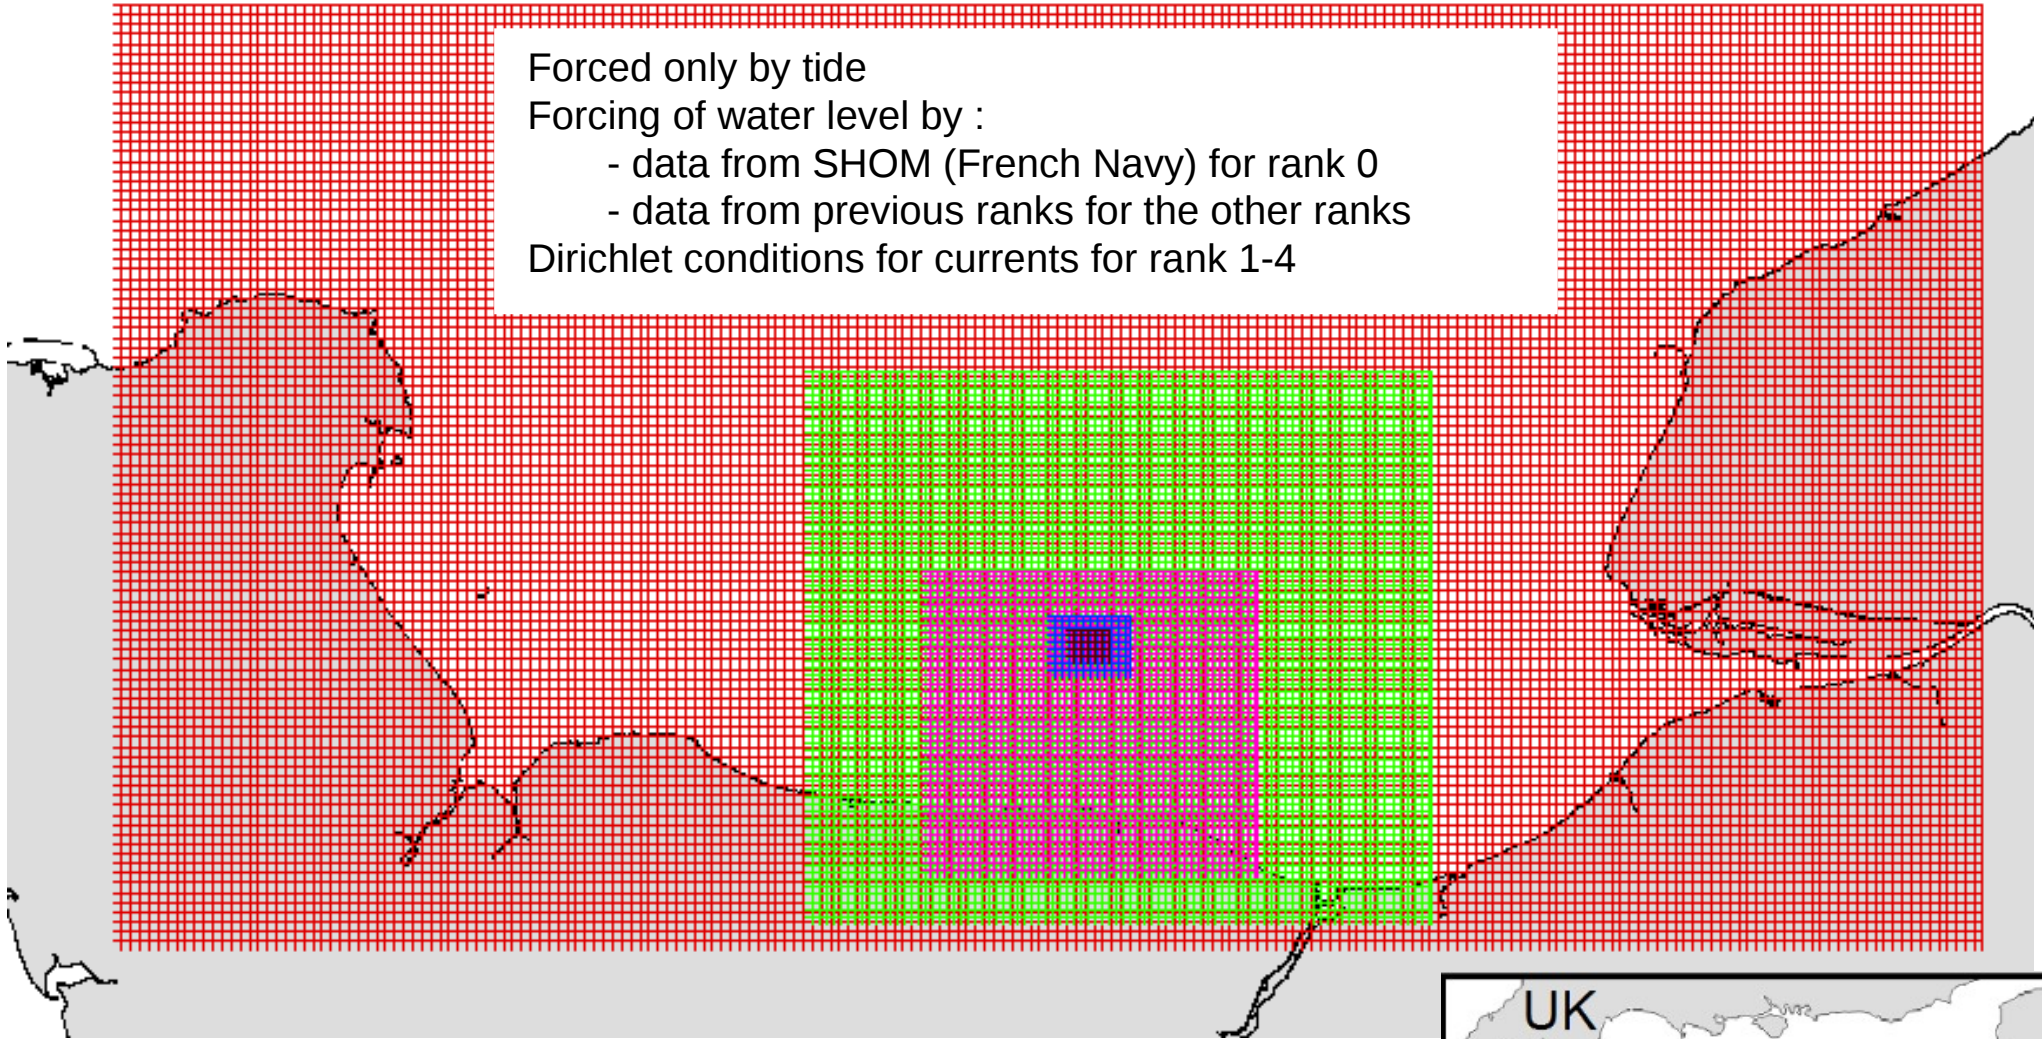 Forced only by tide
Forcing of water level by :
- data from SHOM (French Navy) for rank 0
- data from previous ranks for the other ranks
Dirichlet conditions for currents for rank 1-4
UK